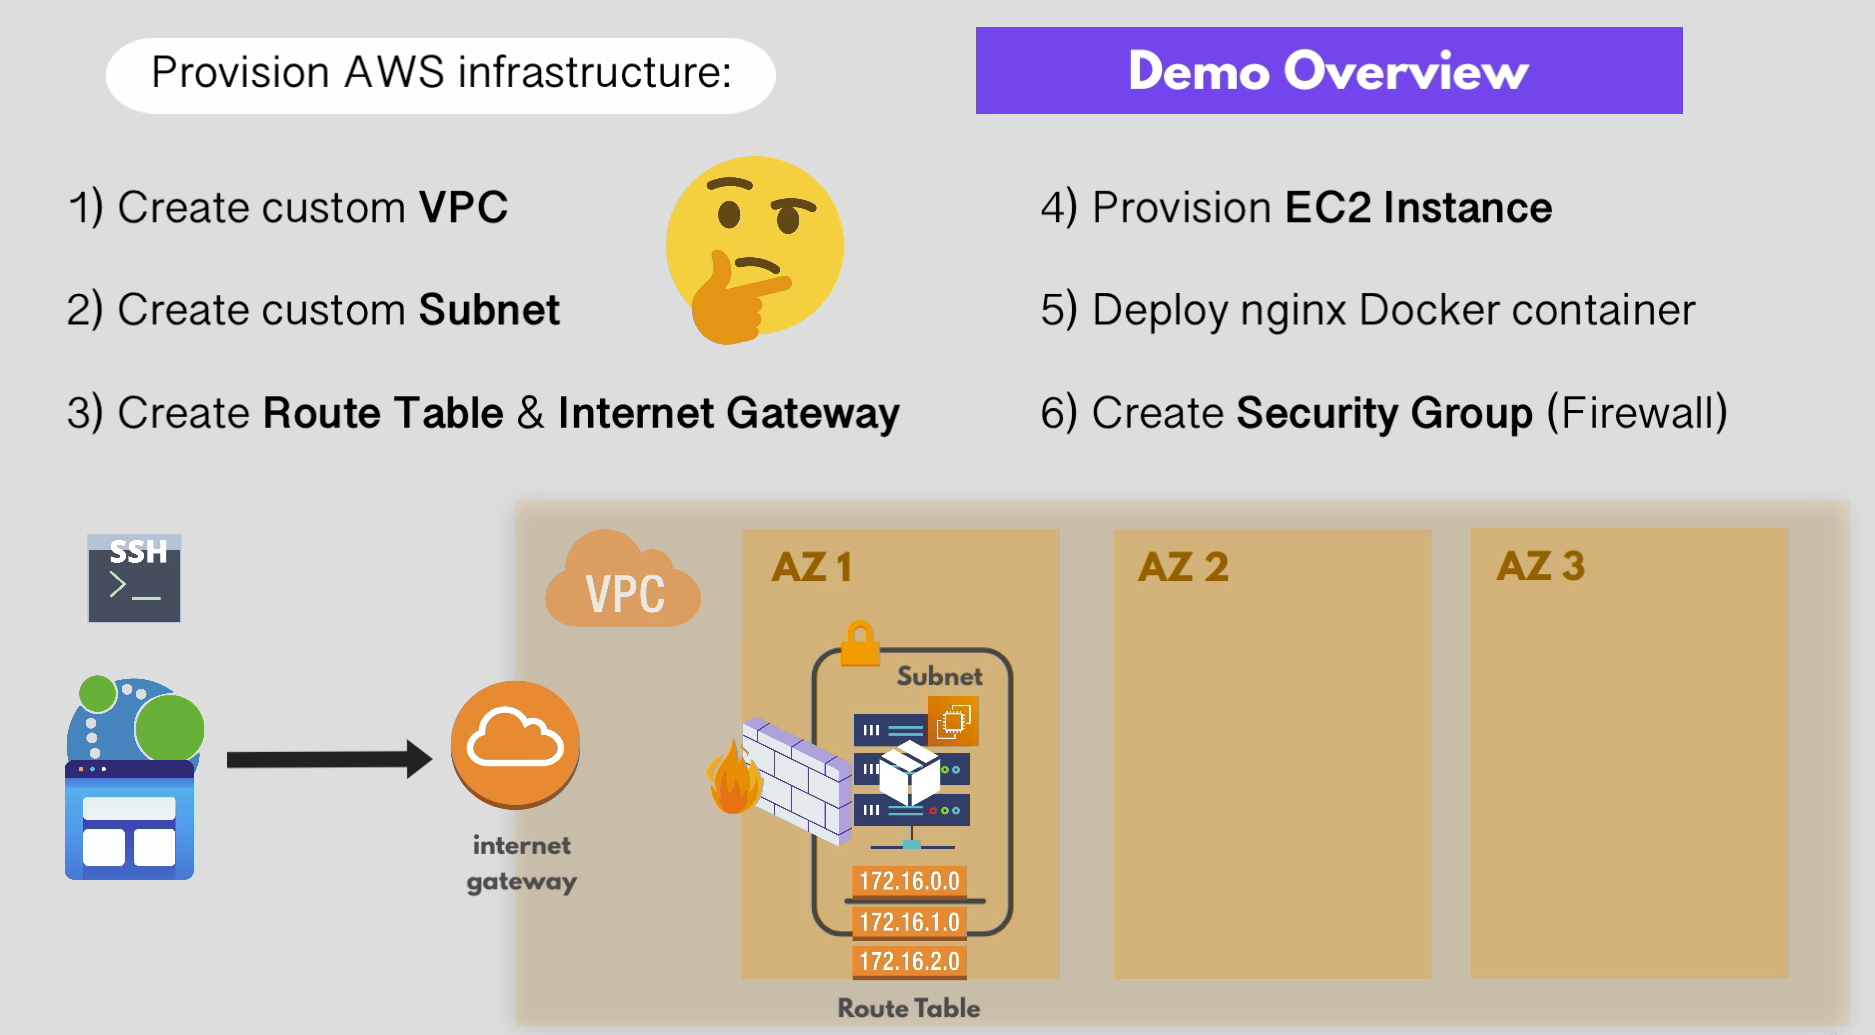 Provision AWS infrastructure:
Demo Overview
1) Create custom VPC
2) Create custom Subnet
3) Create Route Table & Internet Gateway
4) Provision EC2 Instance
5) Deploy nginx Docker container
6) Create Security Group (Firewall)
SSH
>_
VPC
AZ 1
AZ 2
AZ 3
Subnet
internet
gateway
172.16.0.0
172.16.1.0
172.16.2.0
Route Table